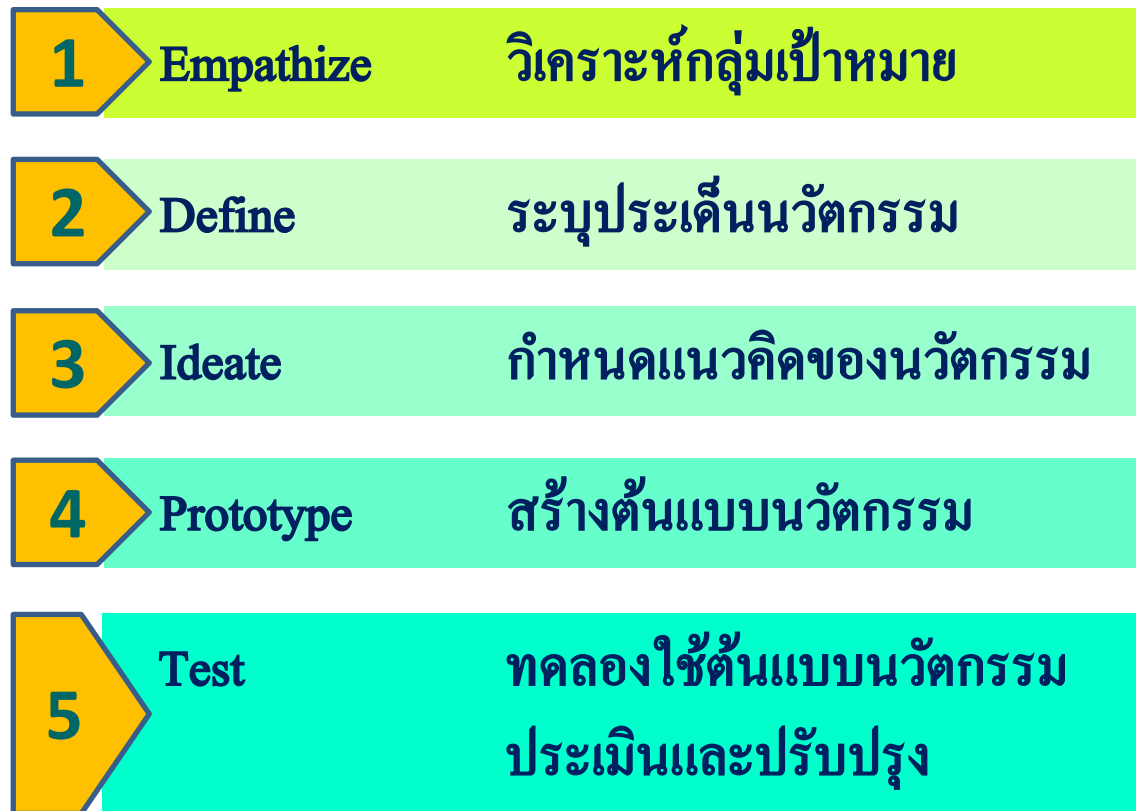 1 Empathize วิเคราะห์กลุ่มเป้าหมาย
2 Define ระบุประเด็นนวัตกรรม
3 Ideate กำหนดแนวคิดของนวัตกรรม
4 Prototype สร้างต้นแบบนวัตกรรม
5 Test ทดลองใช้ต้นแบบนวัตกรรม
ประเมินและปรับปรุง